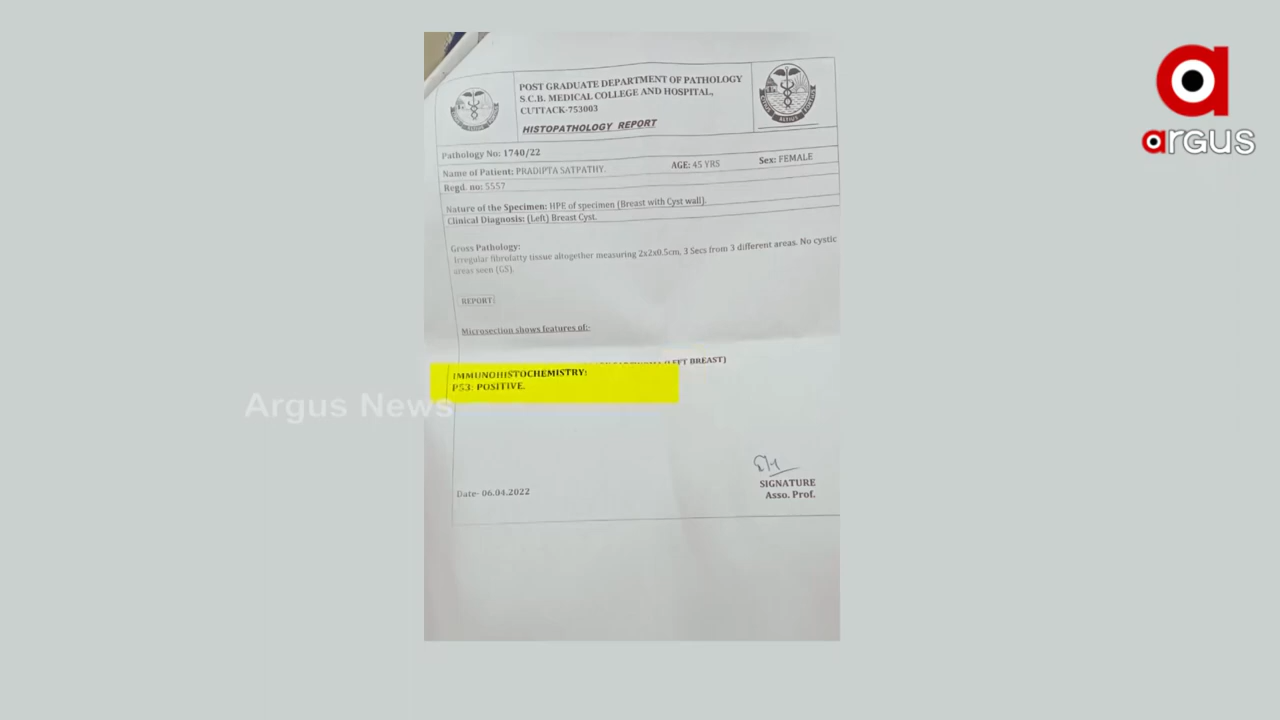 POST GRADUATE DEPARTMENT OF PATHOLOGY
S.C.B. MEDICAL COLLEGE AND HOSPITAL,
CUTTACK-753003
HISTOPATHOLOGY REPORT
ALTIUS
argus
Pathology No: 1740/22
Name of Patient: PRADIPTA SATPATHY. AGE: 45 YRS Sex: FEMALE
Regd. no: 5557
Nature of the Specimen: HPE of specimen (Breast with Cyst wall).
Clinical Diagnosis: (Left) Breast Cyst.
Gross Pathology:
Irregular fibrofatty tissue altogether measuring 2x2x0.5cm, 3 Secs from 3 different areas. No cystic
areas seen (GS).
REPORT
Microsection shows features of:-
BREAST)
IMMUNOHISTOCHEMISTRY:
P53: POSITIVE.
Argus News
SIGNATURE
Asso. Prof.
Date- 06.04.2022